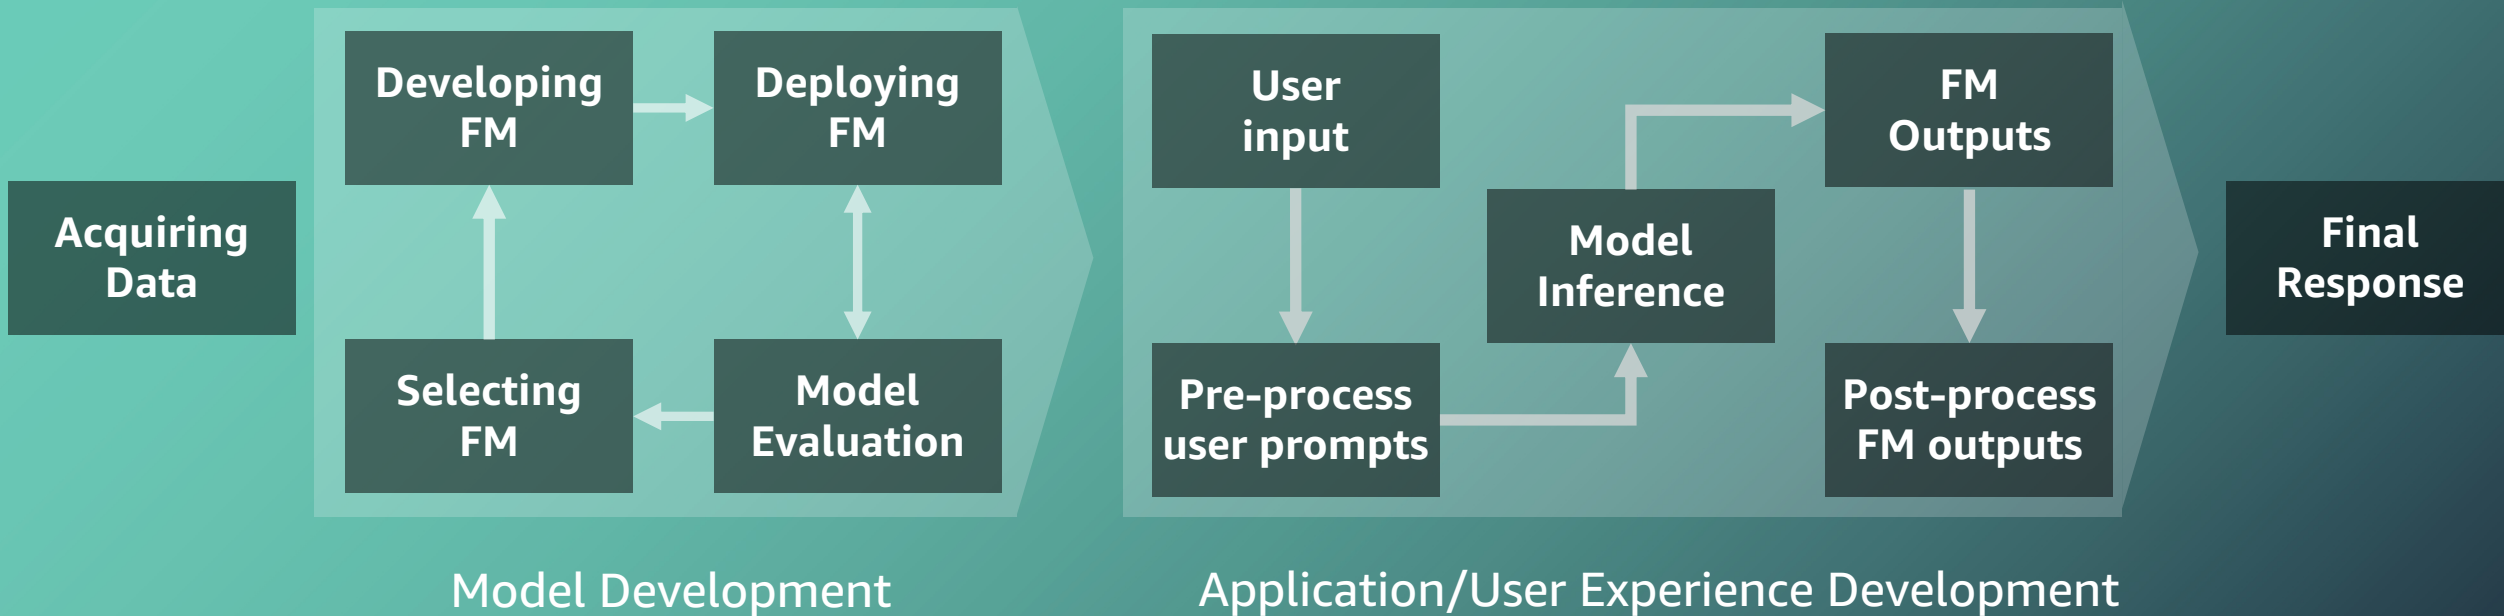 Acquiring
Data
Developing
FM
Deploying
FM
Selecting
FM
Model
Evaluation
Model Development
User
input
Pre-process
user prompts
Model
Inference
FM
Outputs
Post-process
FM outputs
Application/User Experience Development
Final
Response